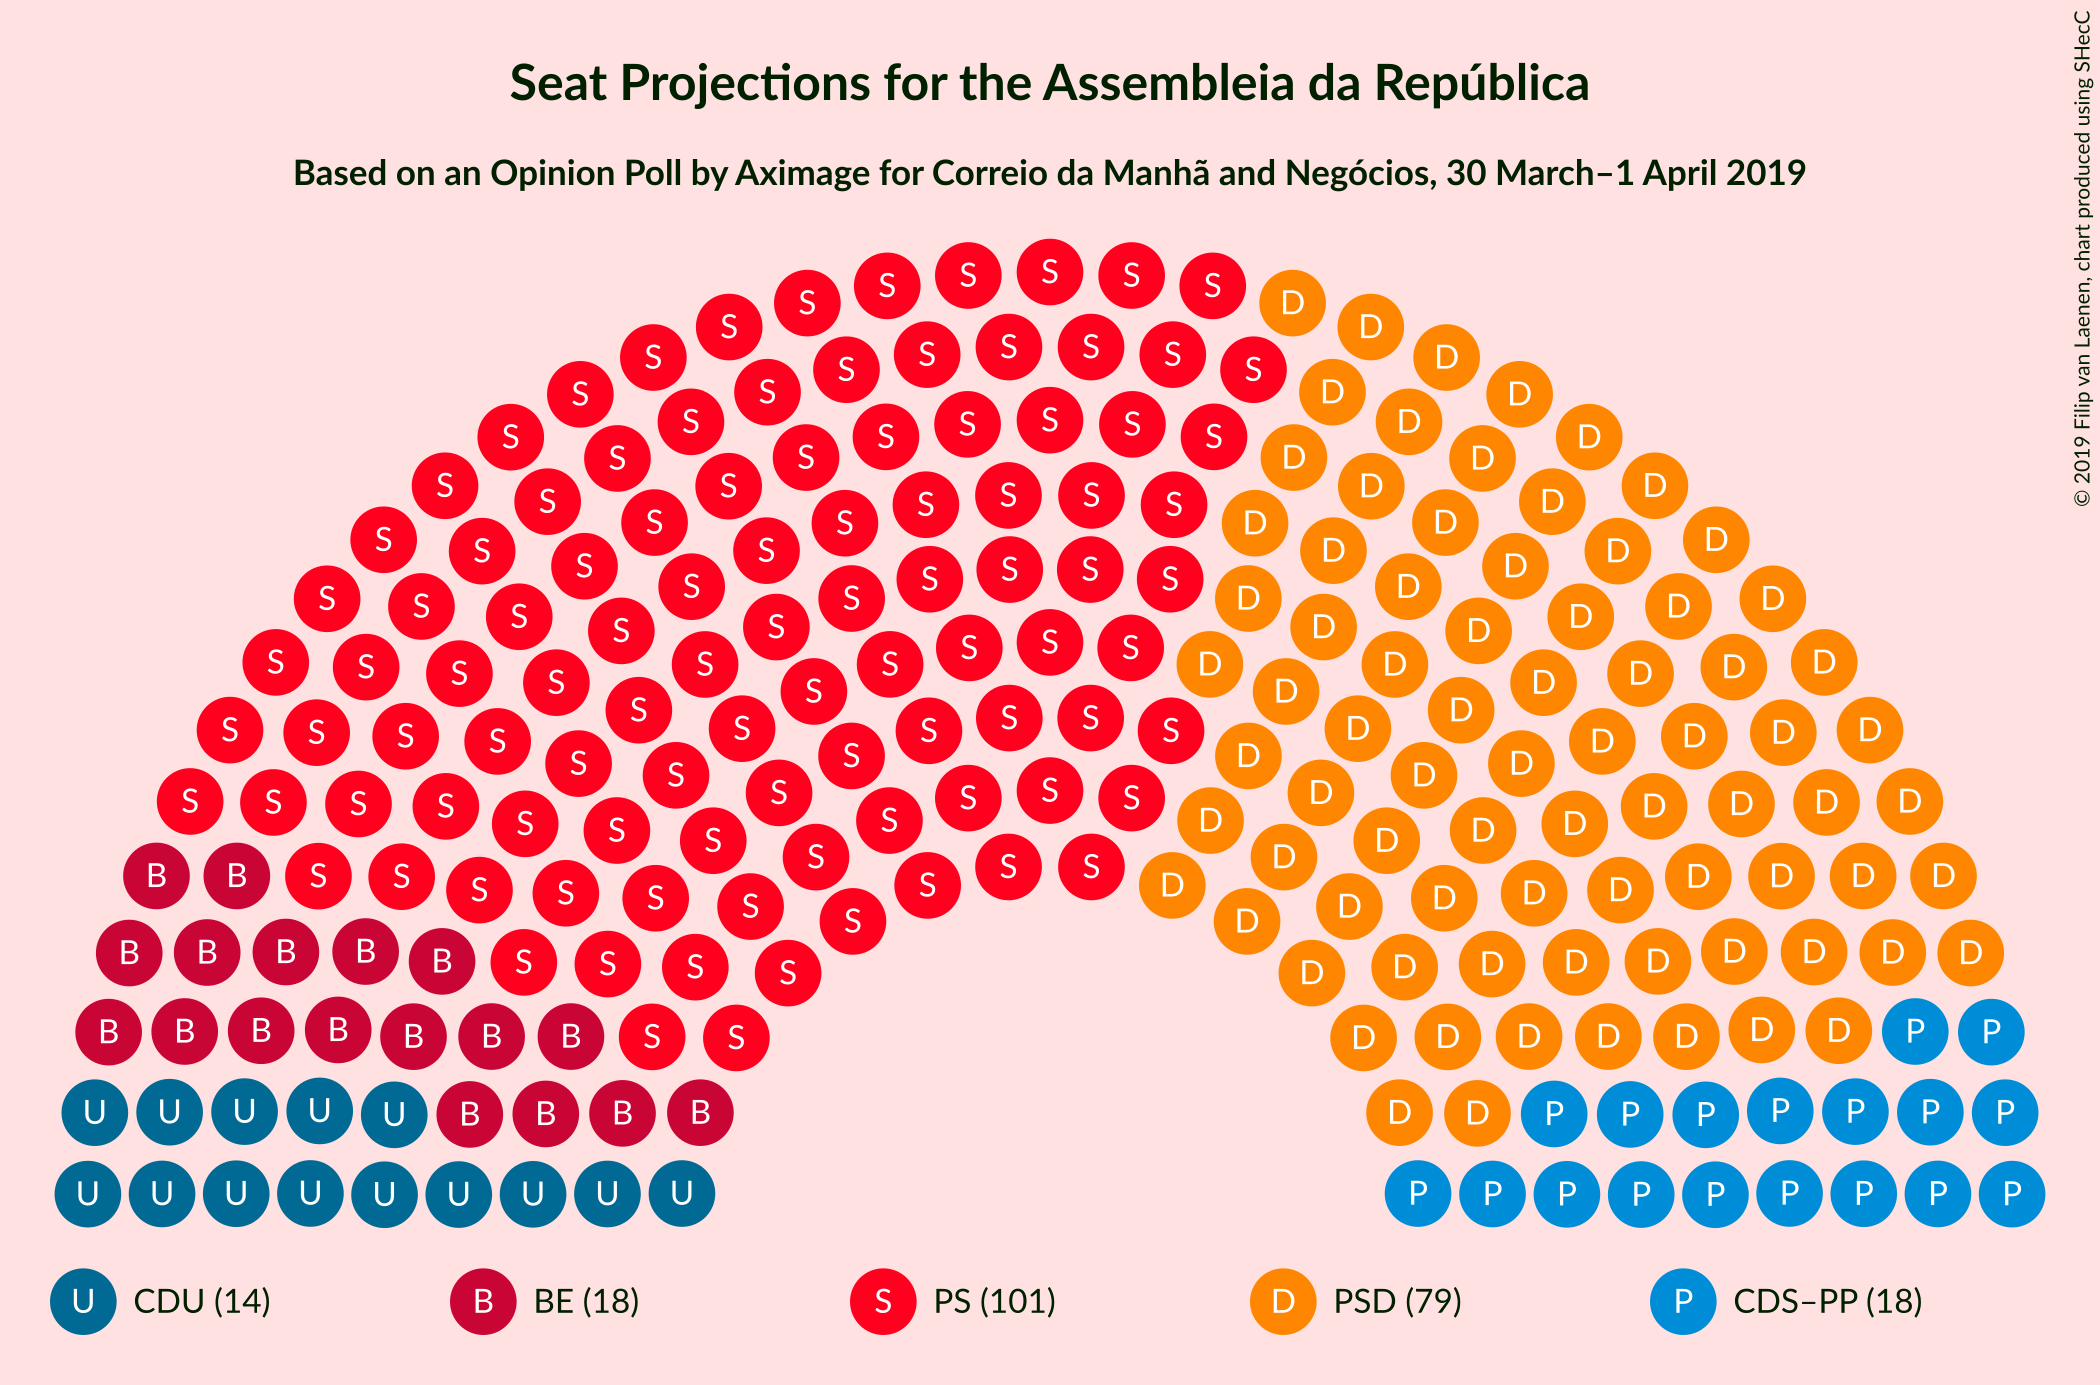 Seat Projections for the Assembleia da República
Based on an Opinion Poll by Aximage for Correio da Manhã and Negócios, 30 March–1 April 2019
© 2019 Filip van Laenen, chart produced using SHecC
U CDU (14)
B BE (18)
S PS (101)
D PSD (79)
P CDS–PP (18)